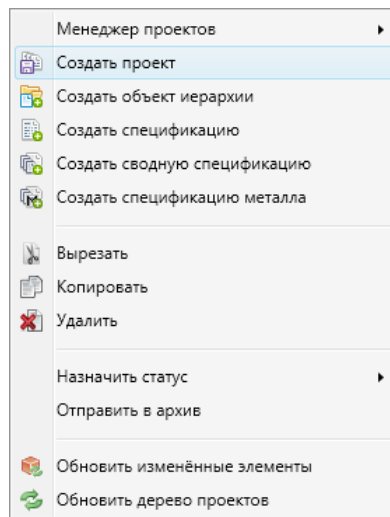 Менеджер проектов
Создать проект
Создать объект иерархии
Создать спецификацию
Создать сводную спецификацию
Создать спецификацию металла
Вырезать
Копировать
Удалить
Назначить статус
Отправить в архив
Обновить изменённые элементы
Обновить дерево проектов